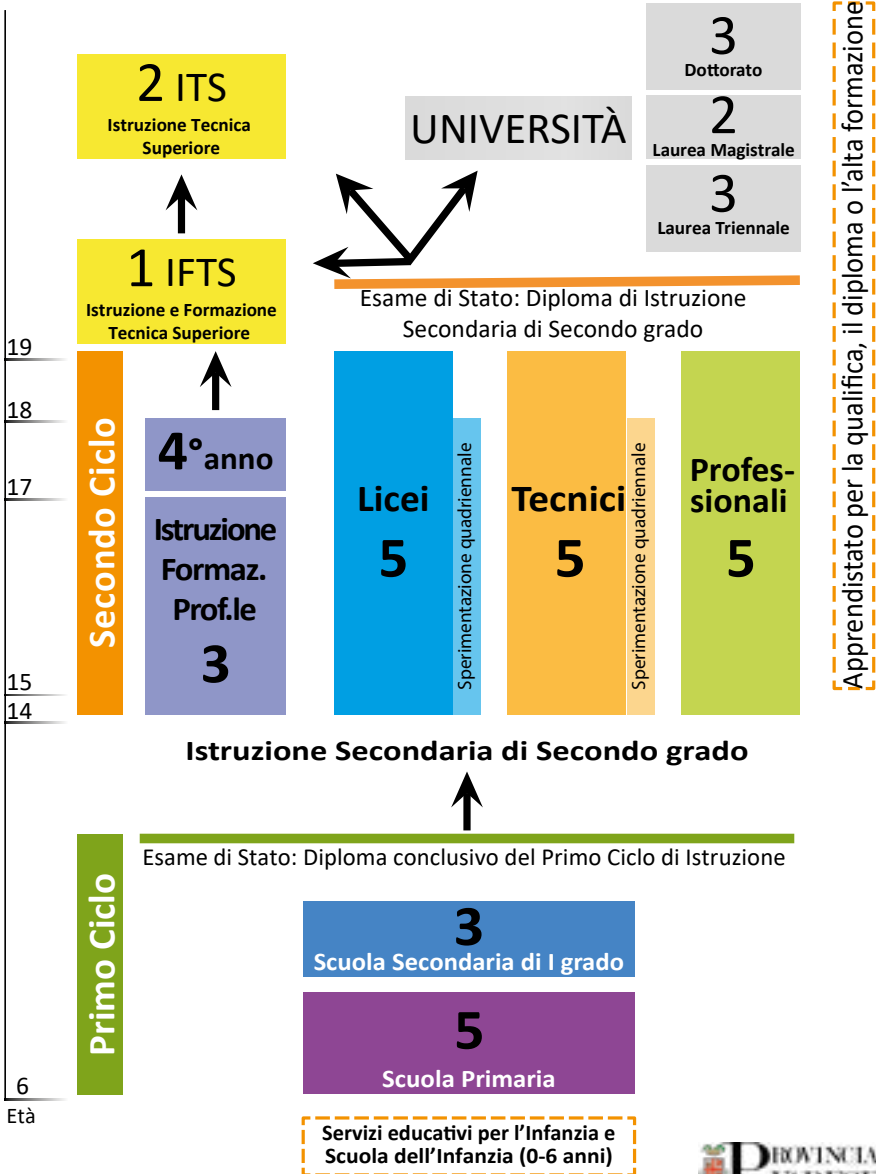 3
Dottorato
2
Laurea Magistrale
3
Laurea Triennale
UNIVERSITÀ
2 ITS
Istruzione Tecnica
Superiore
1 IFTS
Istruzione e Formazione
Tecnica Superiore
Esame di Stato: Diploma di Istruzione
Secondaria di Secondo grado
Apprendistato per la qualifica, il diploma o l'alta formazione
19
18
17
15
14
Secondo Ciclo
4° anno
Istruzione
Formaz.
Prof.le
3
Licei
5
Sperimentazione quadriennale
Tecnici
5
Sperimentazione quadriennale
Profes-
sionali
5
Istruzione Secondaria di Secondo grado
Esame di Stato: Diploma conclusivo del Primo Ciclo di Istruzione
Primo Ciclo
3
Scuola Secondaria di I grado
5
Scuola Primaria
6
Età
Servizi educativi per l'Infanzia e
Scuola dell'Infanzia (0-6 anni)
PROVINCIA